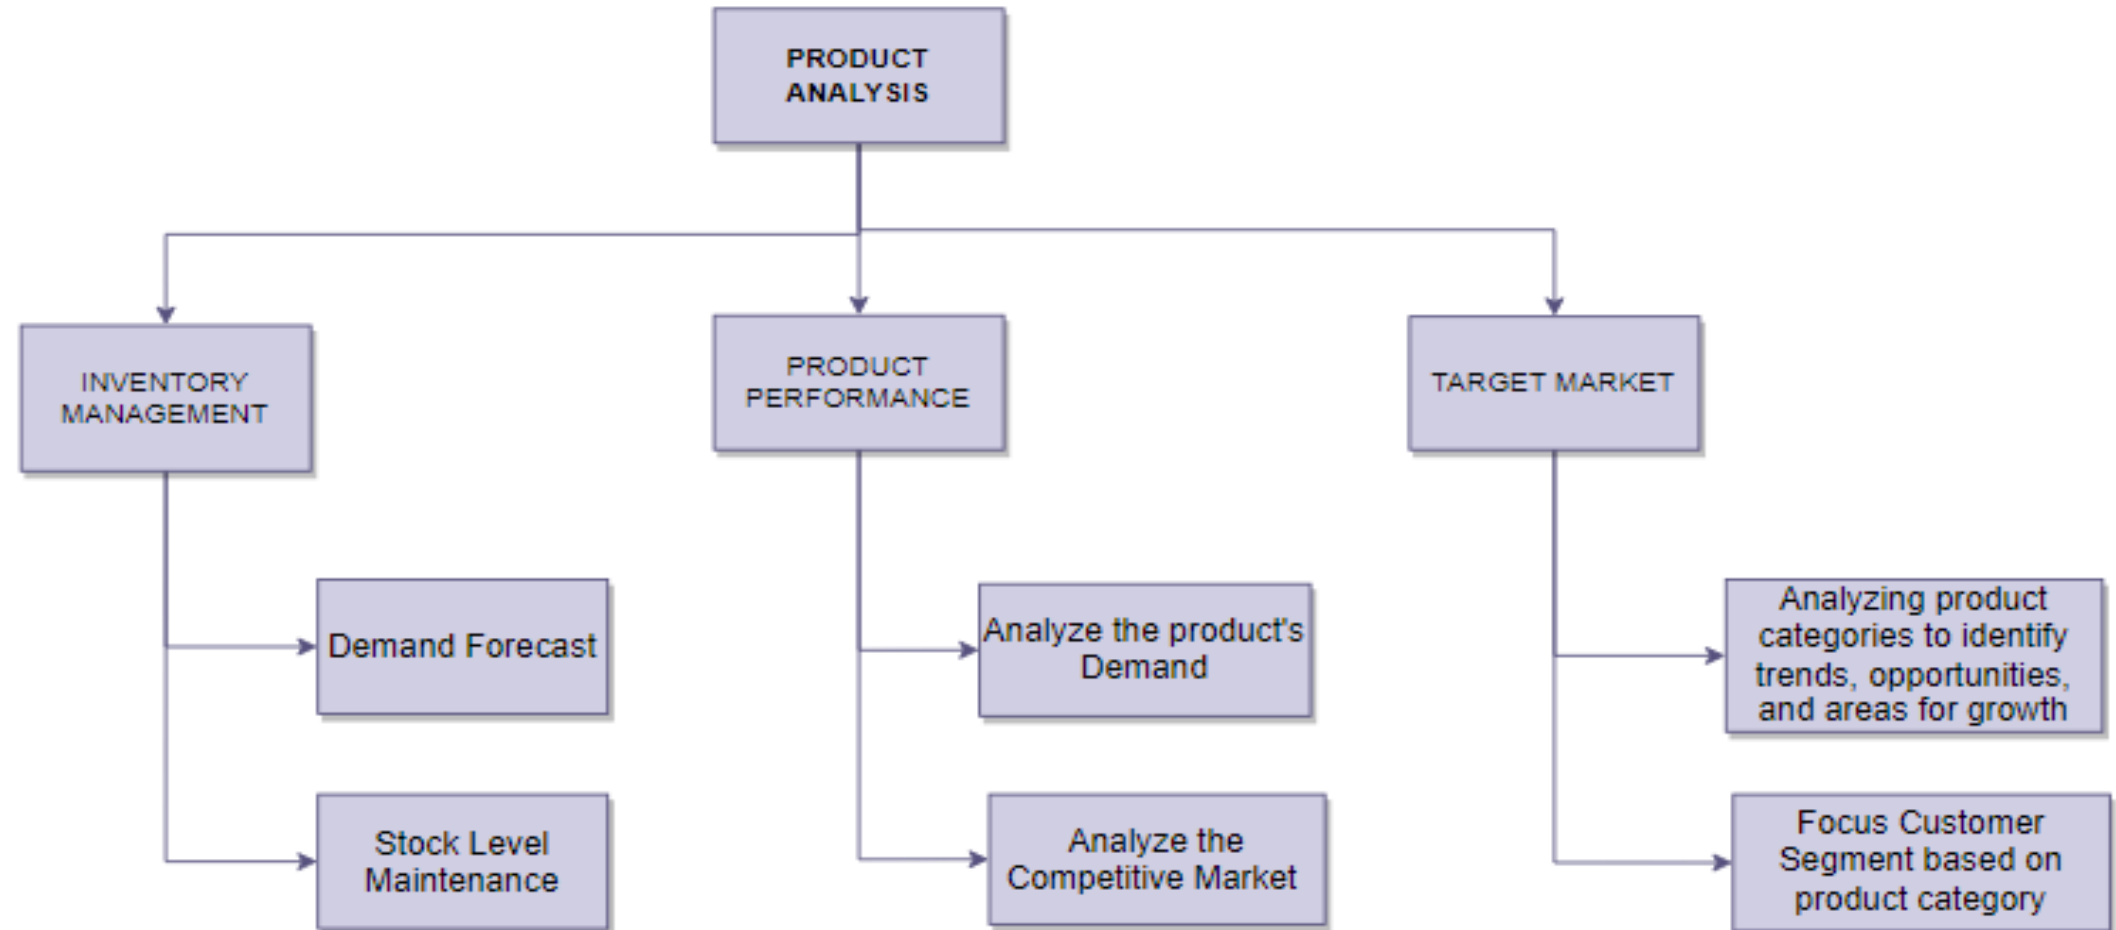 PRODUCT
ANALYSIS
INVENTORY
MANAGEMENT
PRODUCT
PERFORMANCE
TARGET MARKET
Demand Forecast
Analyze the product's
Demand
Analyzing product
categories to identify
trends, opportunities,
and areas for growth
Stock Level
Maintenance
Analyze the
Competitive Market
Focus Customer
Segment based on
product category